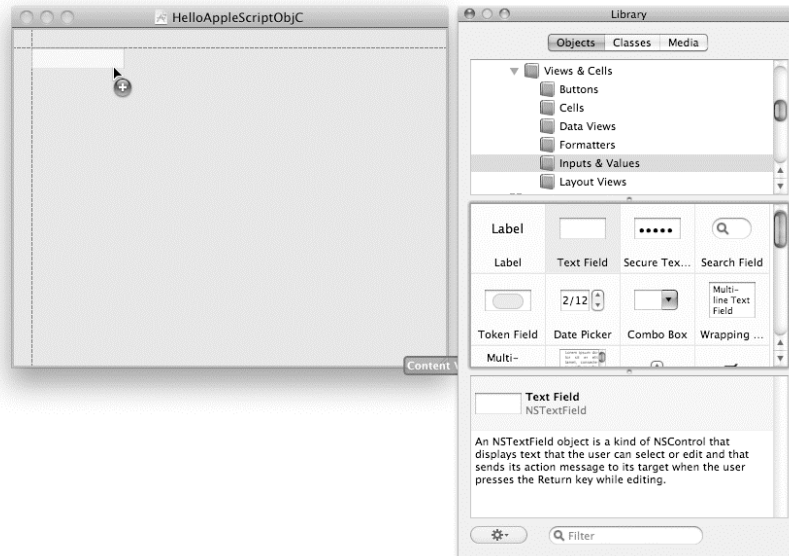 HelloAppleScriptObjC
Content
Library
Objects Classes Media
Views & Cells
Buttons
Cells
Data Views
Formatters
Inputs & Values
Layout Views
Label
2/12
Multi-
line Text
Field
Label Text Field Secure Tex... Search Field
Token Field Date Picker Combo Box Wrapping ...
Multi-
Text Field
NSTextField
An NSTextField object is a kind of NSControl that
displays text that the user can select or edit and that
sends its action message to its target when the user
presses the Return key while editing.
Filter